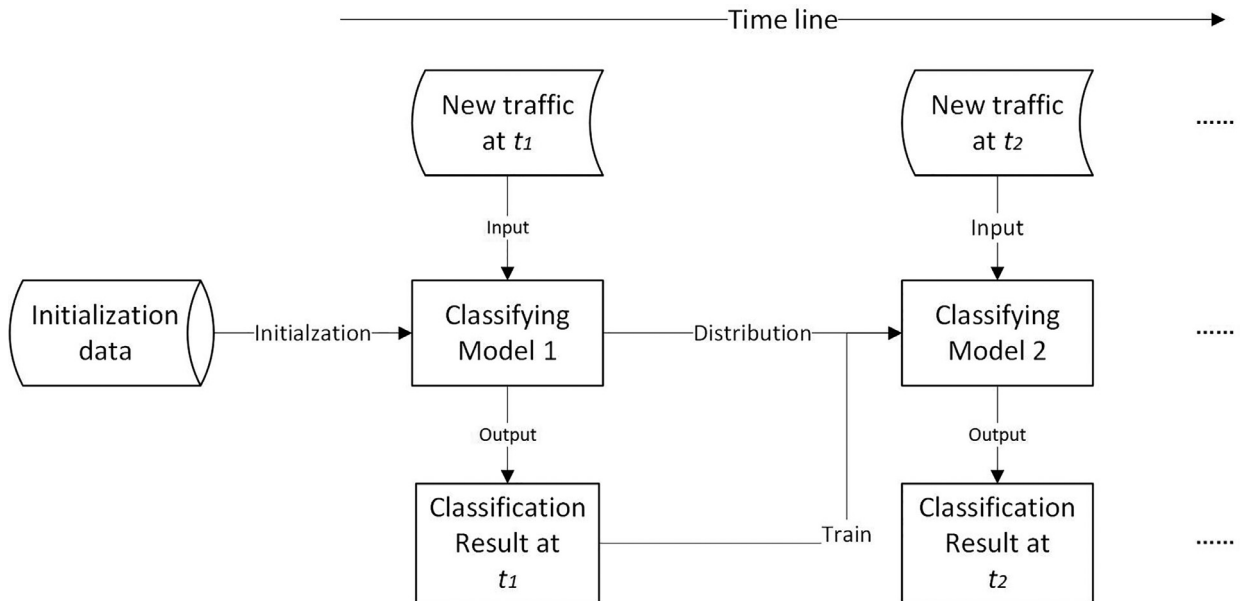 Time line
New traffic
at t1
New traffic
at t2
......
Input
Input
Initialization
data
Initialzation
Classifying
Model 1
Distribution
Classifying
Model 2
......
Output
Output
Classification
Result at
t1
Train
Classification
Result at
t2
......